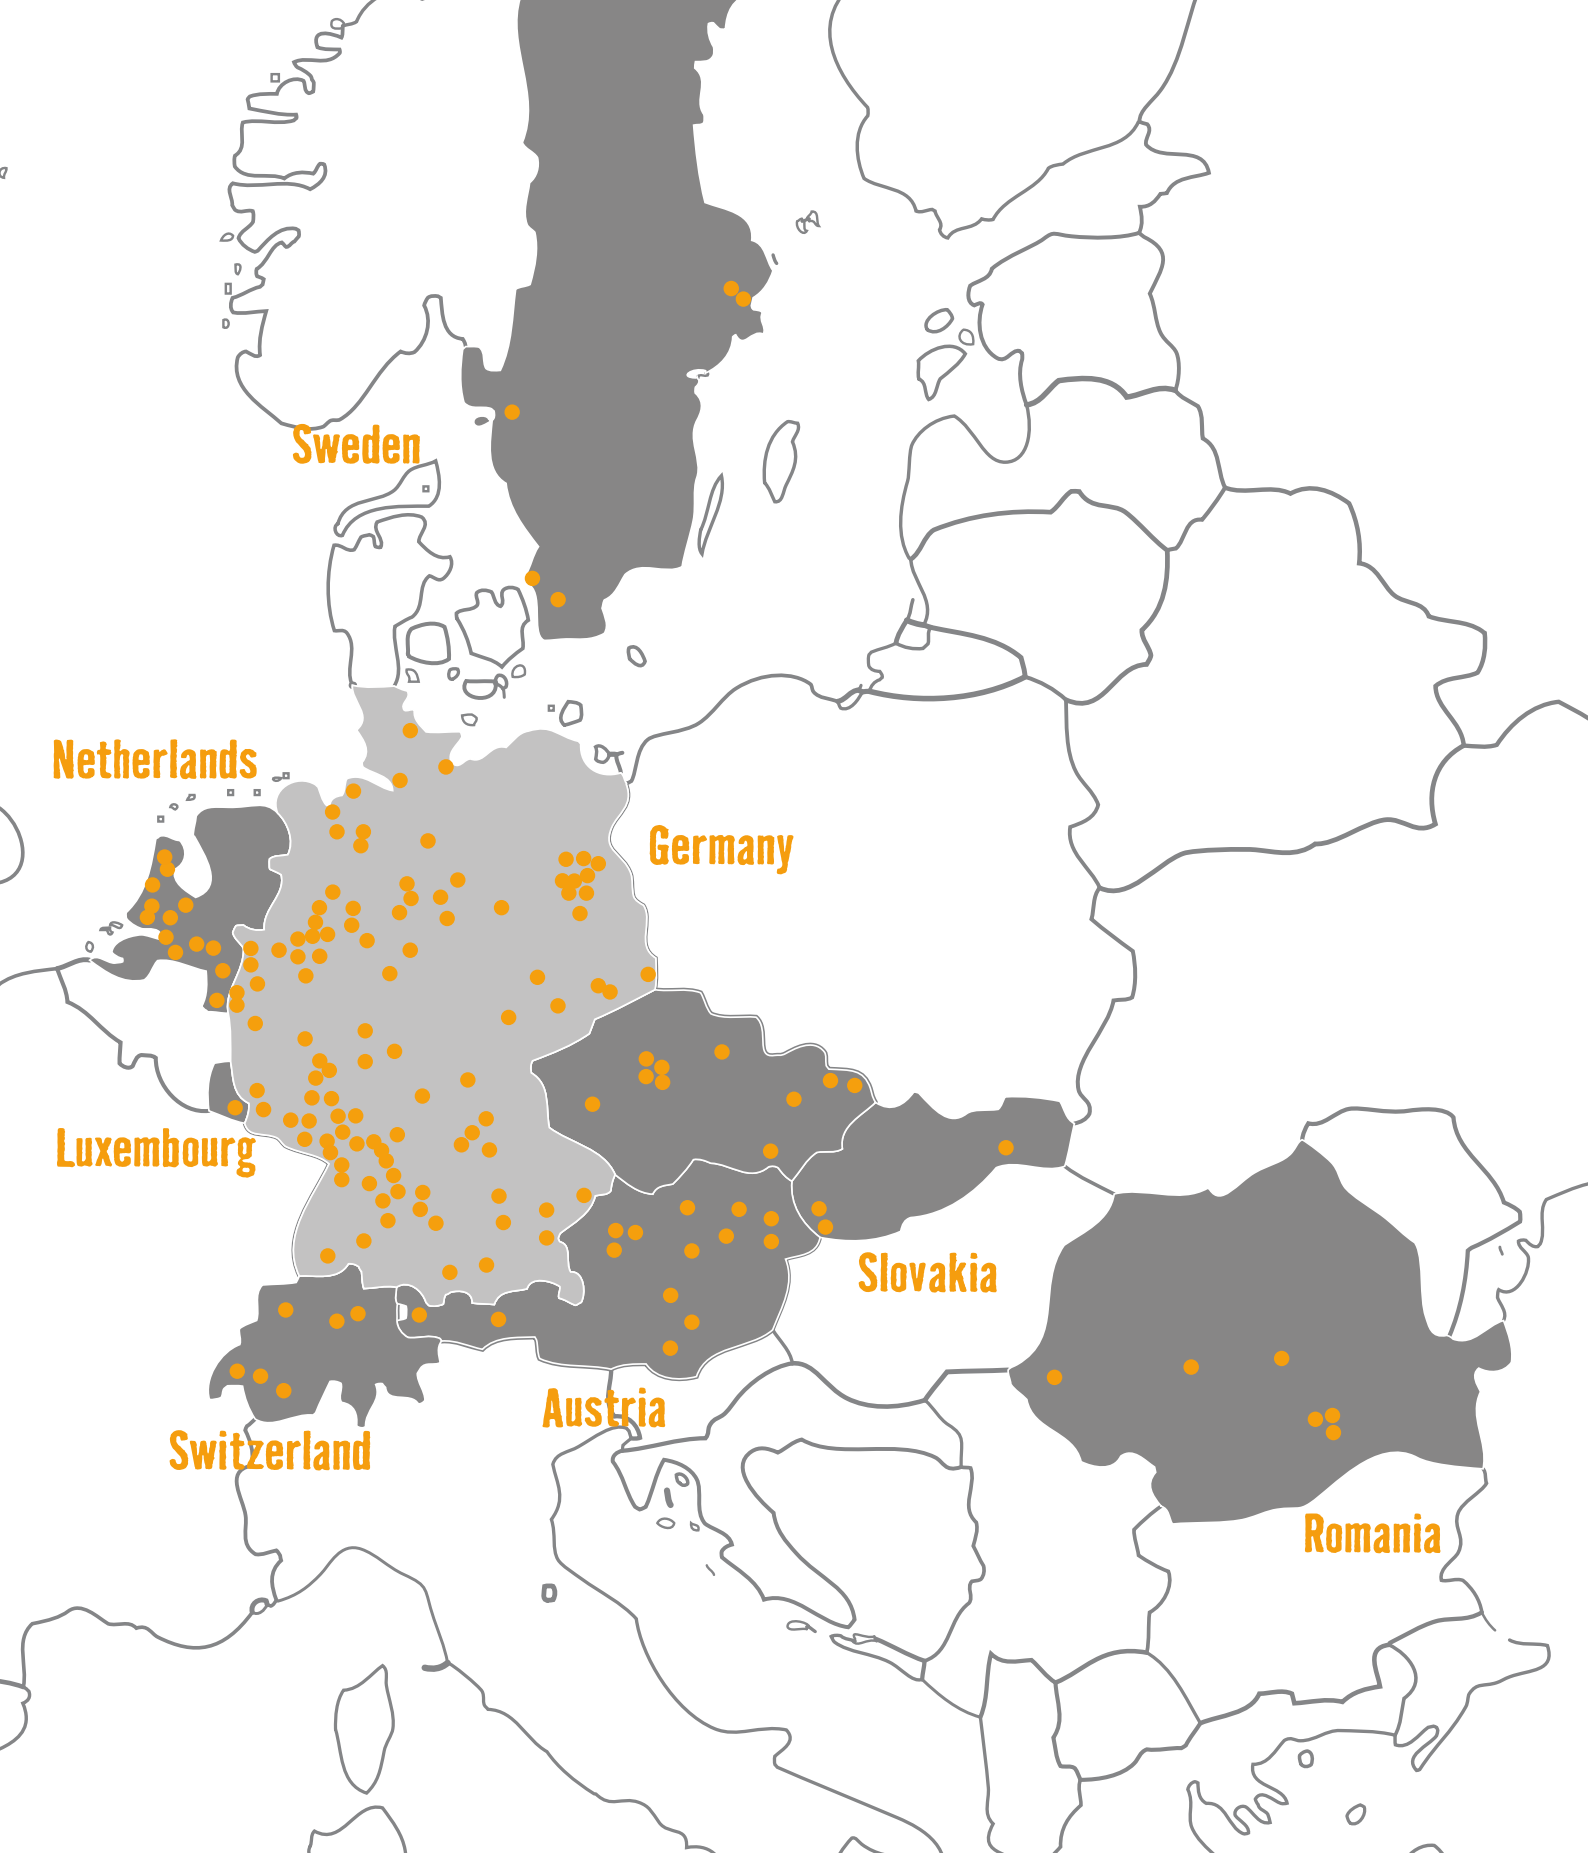 Sweden
Netherlands
Germany
Luxembourg
Slovakia
Austria
Switzerland
Romania